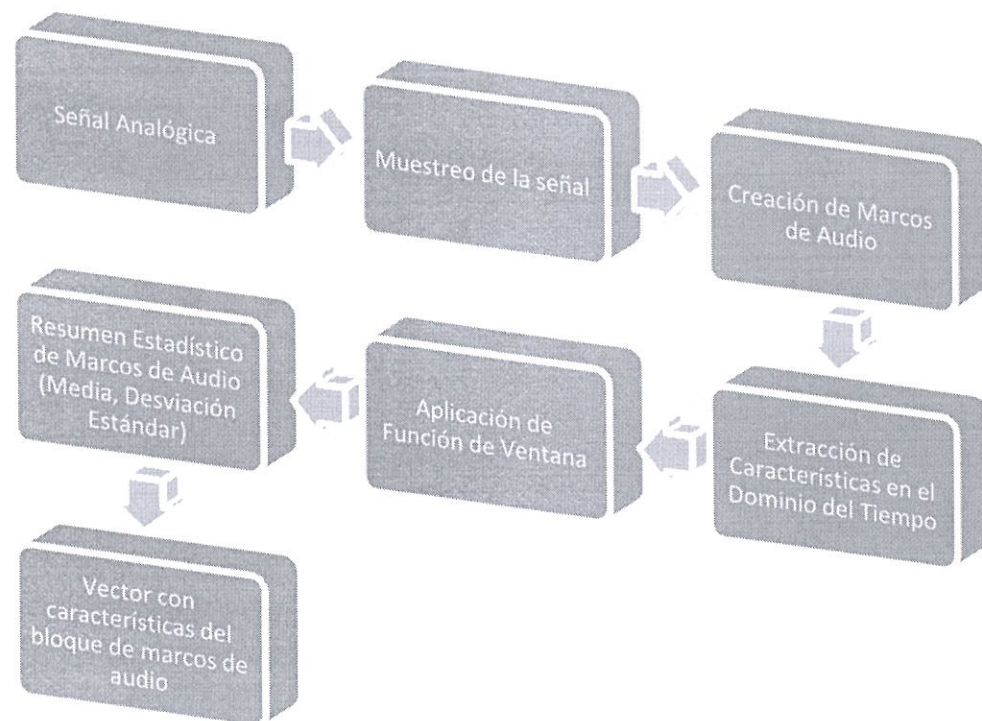 Señal Analógica
Muestreo de la señal
Creación de Marcos
de Audio
Extracción de
Características en el
Dominio del Tiempo
Aplicación de
Función de Ventana
Resumen Estadístico
de Marcos de Audio
(Media, Desviación
Estándar)
Vector con
características del
bloque de marcos de
audio